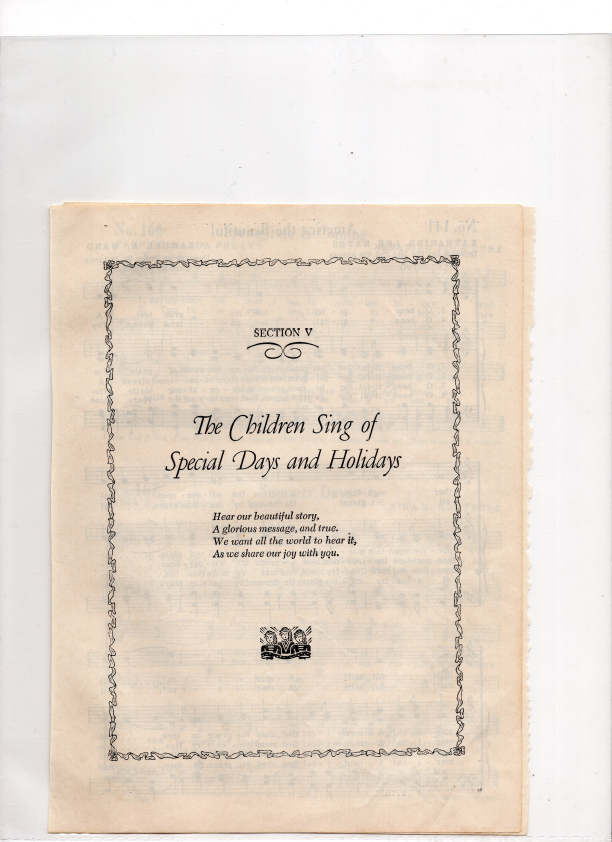 SECTION V
The Children Sing of
Special Days and Holidays
Hear our beautiful story,
A glorious message, and true.
We want all the world to hear it,
As we share our joy with you.